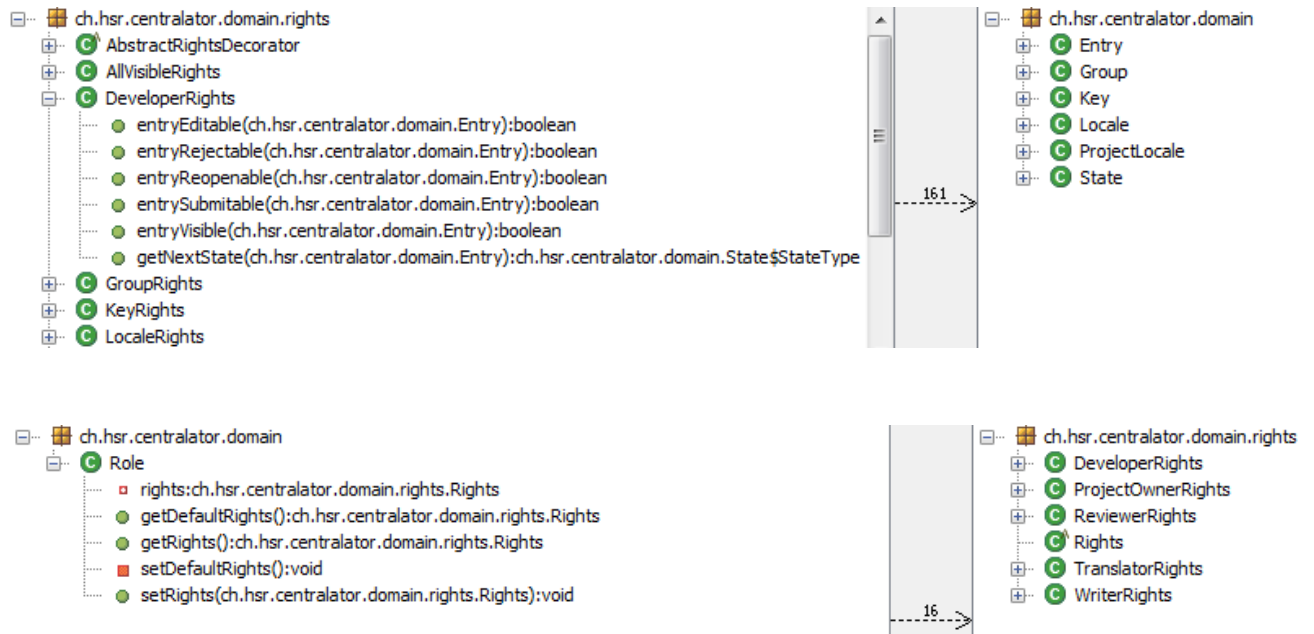 ch.hsr.centralator.domain.rights
AbstractRightsDecorator
AllVisibleRights
DeveloperRights
entryEditable(ch.hsr.centralator.domain.Entry):boolean
entryRejectable(ch.hsr.centralator.domain.Entry):boolean
entryReopenable(ch.hsr.centralator.domain.Entry):boolean
entrySubmitable(ch.hsr.centralator.domain.Entry):boolean
entryVisible(ch.hsr.centralator.domain.Entry):boolean
getNextState(ch.hsr.centralator.domain.Entry):ch.hsr.centralator.domain.State$StateType
GroupRights
KeyRights
LocaleRights
161
ch.hsr.centralator.domain
Entry
Group
Key
Locale
ProjectLocale
State
ch.hsr.centralator.domain
Role
rights:ch.hsr.centralator.domain.rights.Rights
getDefaultRights():ch.hsr.centralator.domain.rights.Rights
getRights():ch.hsr.centralator.domain.rights.Rights
setDefaultRights():void
setRights(ch.hsr.centralator.domain.rights.Rights):void
16
ch.hsr.centralator.domain.rights
DeveloperRights
ProjectOwnerRights
ReviewerRights
Rights
TranslatorRights
WriterRights